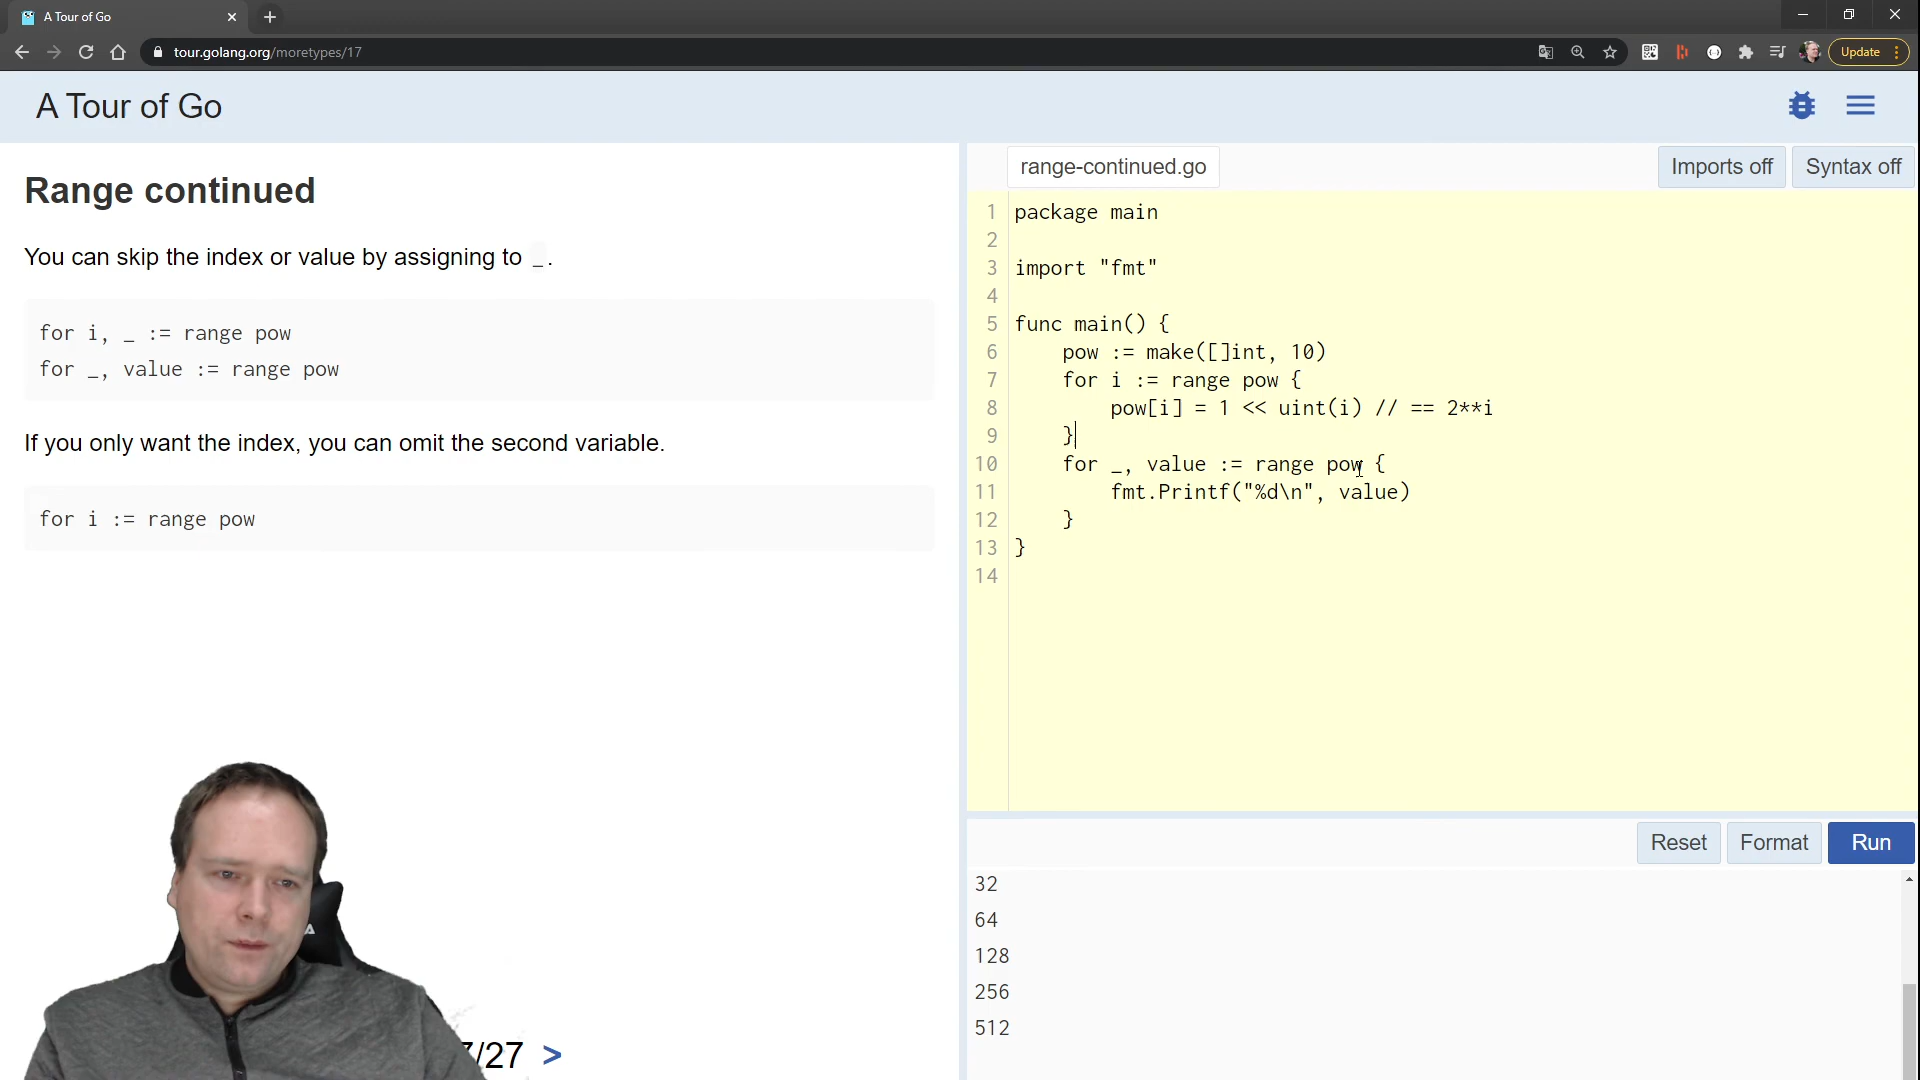 A Tour of Go
tour.golang.org/moretypes/17
Update
A Tour of Go
Range continued
You can skip the index or value by assigning to _.
for i, _ := range pow
for _, value := range pow
If you only want the index, you can omit the second variable.
for i := range pow
/27 >
range-continued.go
Imports off
Syntax off
1 package main
2
3 import "fmt"
4
5 func main() {
6 pow := make([]int, 10)
7 for i := range pow {
8 pow[i] = 1 << uint(i) // == 2**i
9 }
10 for _, value := range pow {
11 fmt.Printf("%d\n", value)
12 }
13 }
14
Reset
Format
Run
32
64
128
256
512